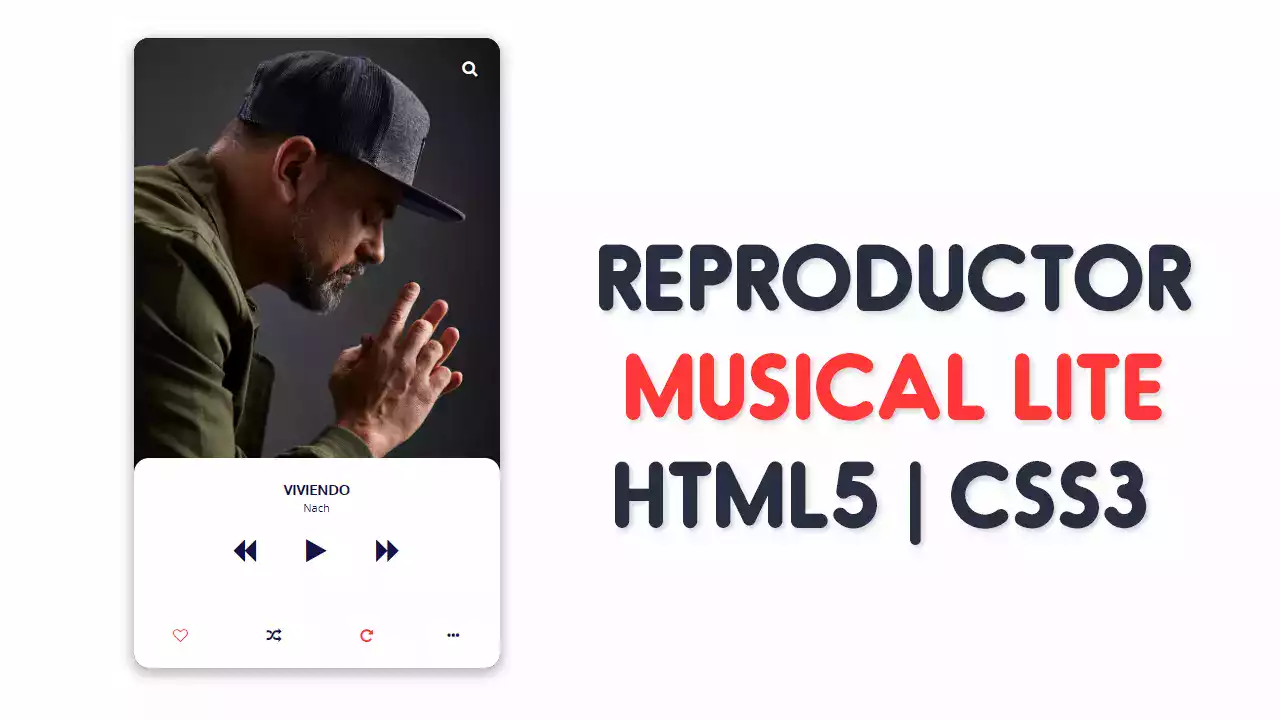 VIVIENDO
Nach
REPRODUCTOR
MUSICAL LITE
HTML5 | CSS3